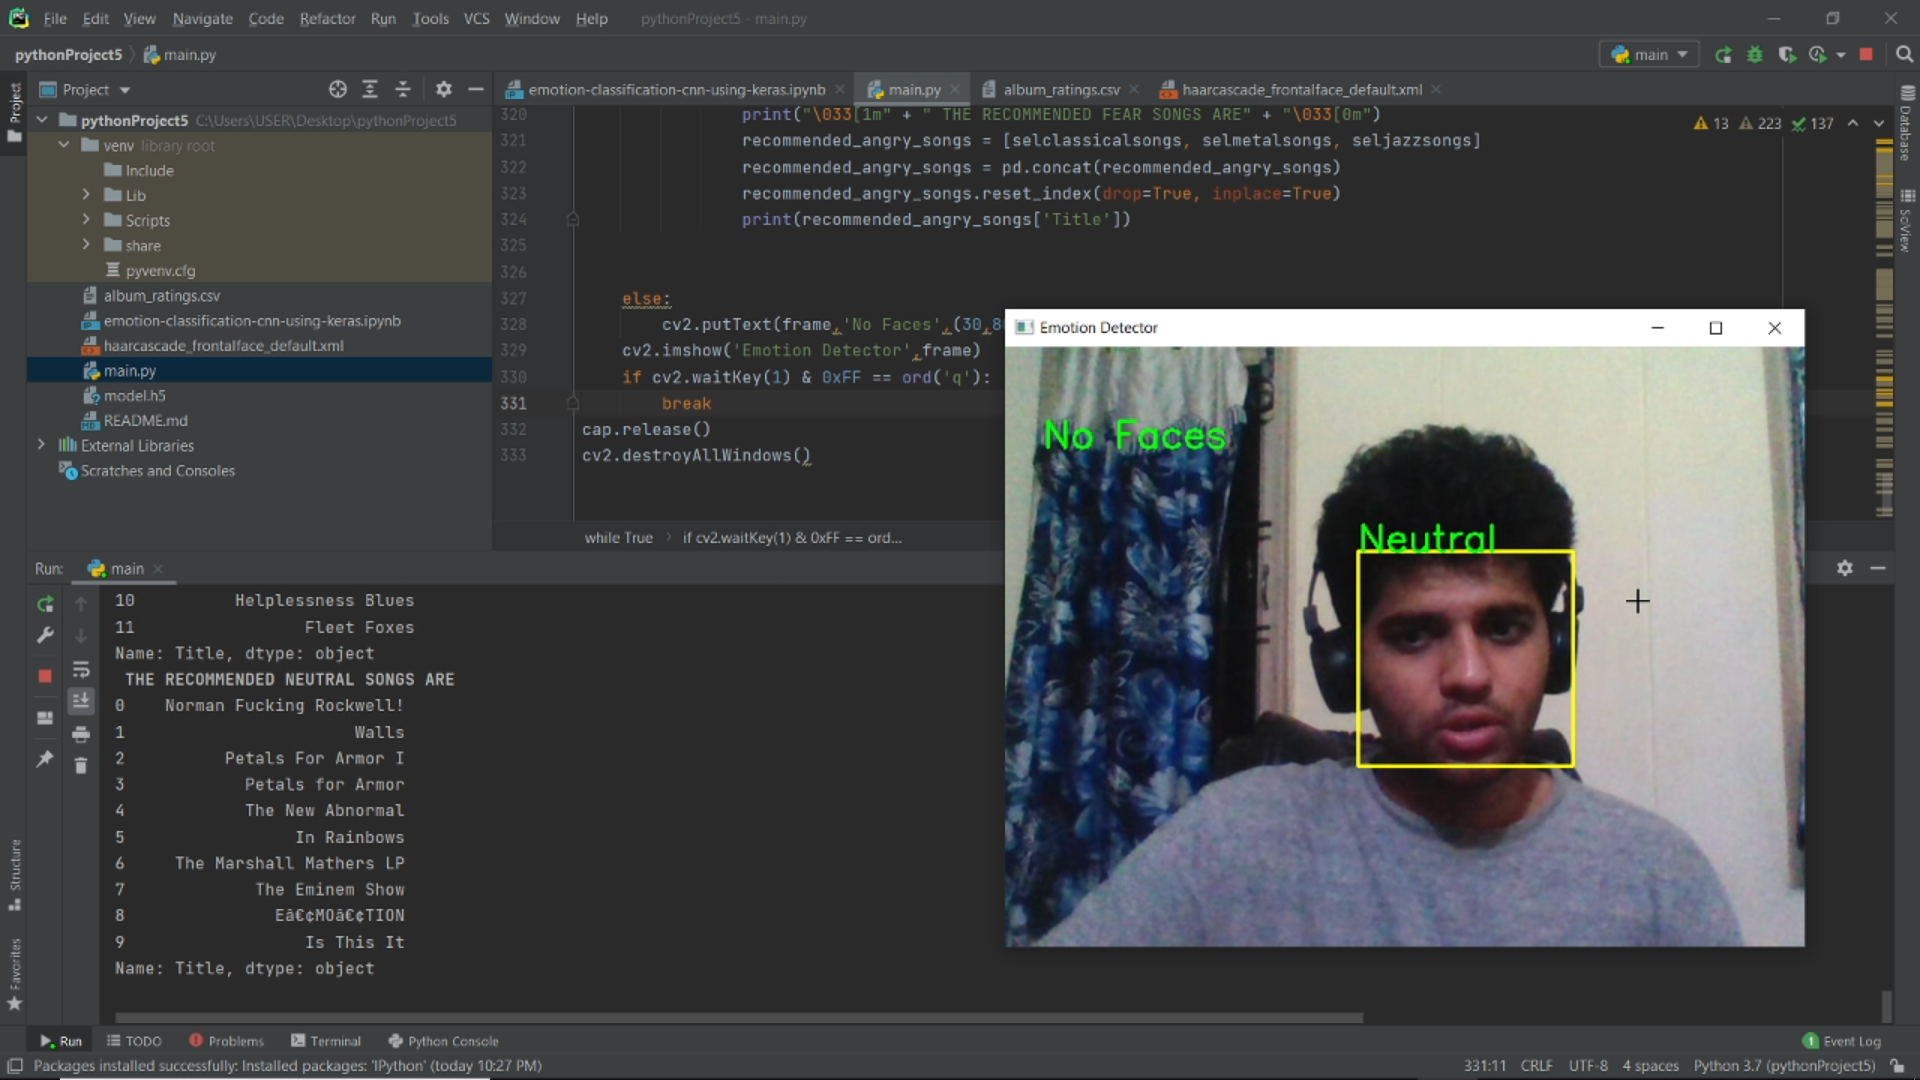 File Edit View Navigate Code Refactor Run Tools VCS Window Help pythonProject5 - main.py
pythonProject5 main.py main
Project
Project
emotion-classification-cnn-using-keras.ipynb main.py album_ratings.csv haarcascade_frontalface_default.xml
pythonProject5 C:\Users\USER\Desktop\pythonProject5
venv library root
Include
Lib
Scripts
share
pyvenv.cfg
album_ratings.csv
emotion-classification-cnn-using-keras.ipynb
haarcascade_frontalface_default.xml
main.py
model.h5
README.md
External Libraries
Scratches and Consoles
13 223 137
320 print("\033[1m" + " THE RECOMMENDED FEAR SONGS ARE" + "\033[0m")
321 recommended_angry_songs = [selclassicalsongs, selmetalsongs, seljazzsongs]
322 recommended_angry_songs = pd.concat(recommended_angry_songs)
323 recommended_angry_songs.reset_index(drop=True, inplace=True)
324 print(recommended_angry_songs['Title'])
325
326
327 else:
328 cv2.putText(frame,'No Faces',(30,8
329 cv2.imshow('Emotion Detector',frame)
330 if cv2.waitKey(1) & 0xFF == ord('q'):
331 break
332 cap.release()
333 cv2.destroyAllWindows()
while True if cv2.waitKey(1) & 0xFF == ord...
Database
SciView
Emotion Detector
No Faces
Neutral
Run: main
10 Helplessness Blues
11 Fleet Foxes
Name: Title, dtype: object
THE RECOMMENDED NEUTRAL SONGS ARE
0 Norman Fucking Rockwell!
1 Walls
2 Petals For Armor I
3 Petals for Armor
4 The New Abnormal
5 In Rainbows
6 The Marshall Mathers LP
7 The Eminem Show
8 Eâ€¢MOâ€¢TION
9 Is This It
Name: Title, dtype: object
Structure
Favorites
Run TODO Problems Terminal Python Console 1 Event Log
Packages installed successfully: Installed packages: 'IPython' (today 10:27 PM) 331:11 CRLF UTF-8 4 spaces Python 3.7 (pythonProject5)